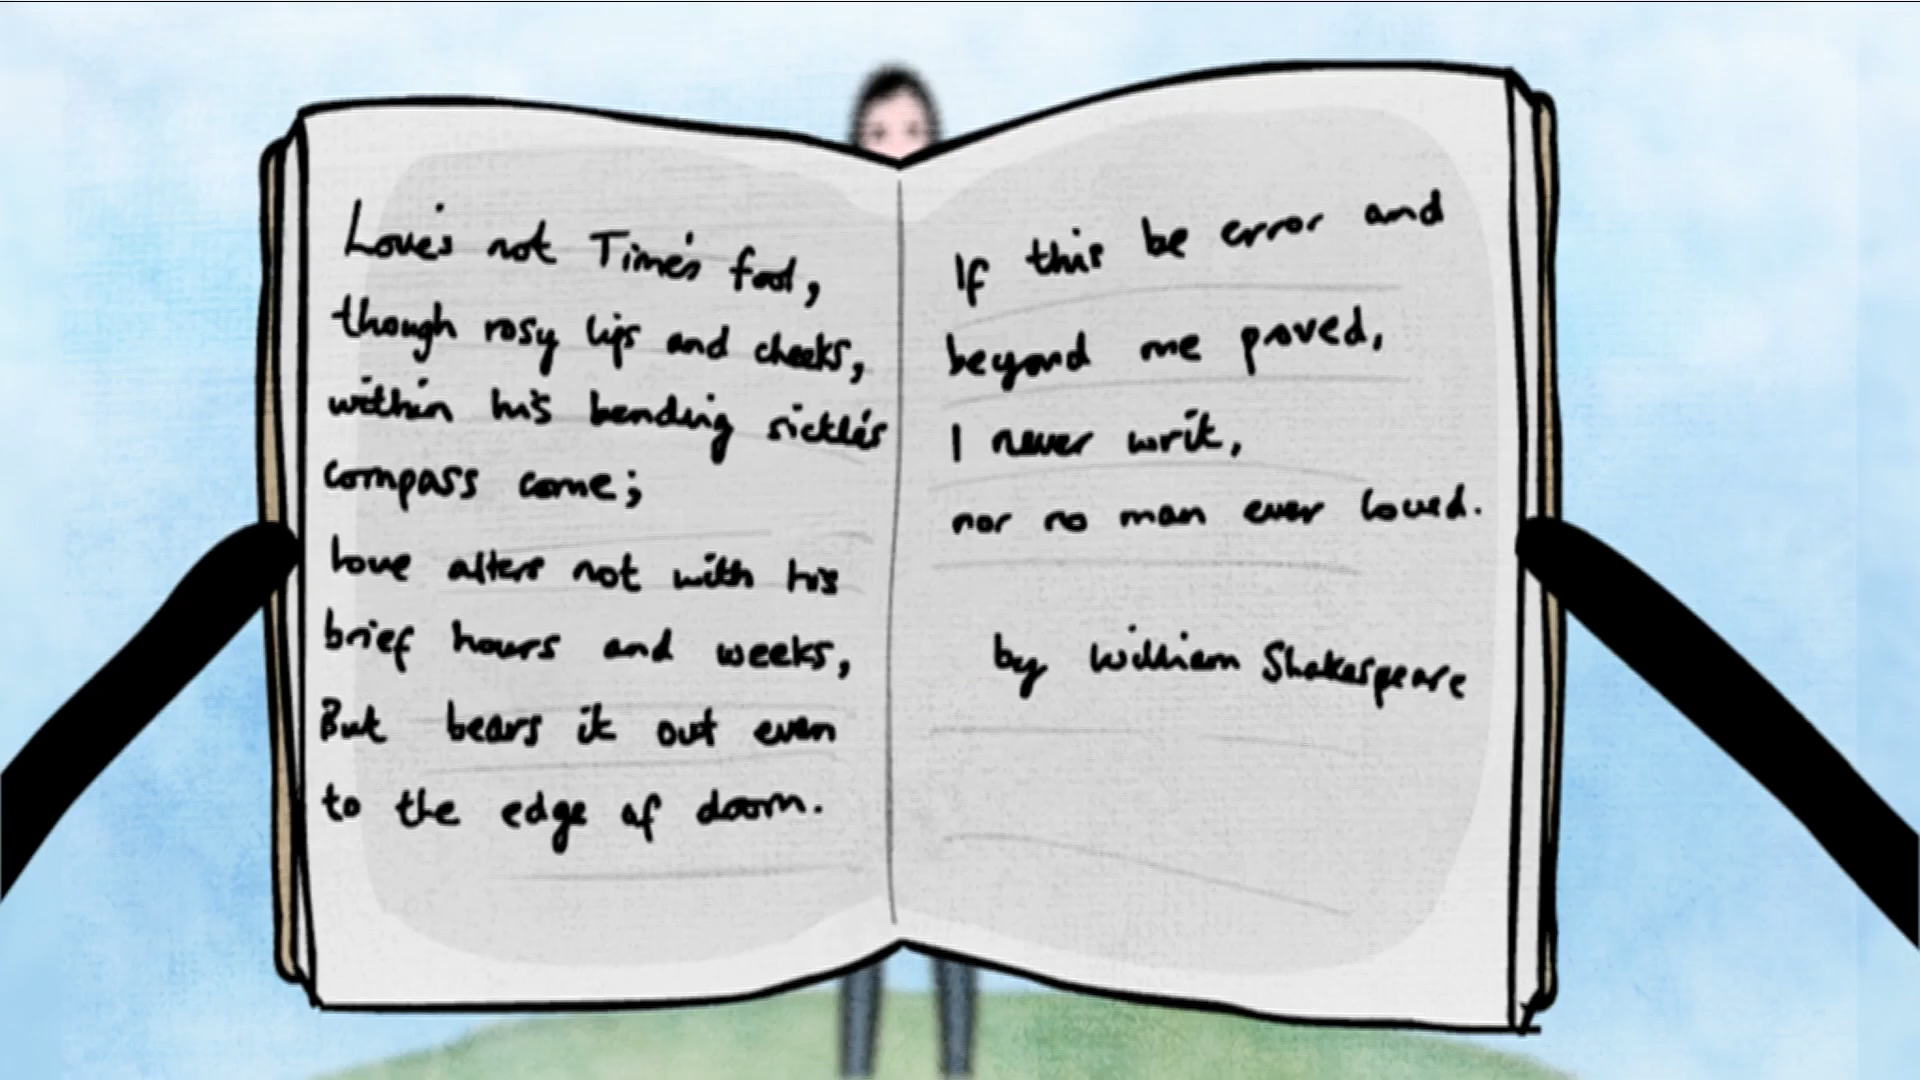 Love's not Time's fool,
though rosy lips and cheeks,
within his bending sickle's
compass come;
Love alters not with his
brief hours and weeks,
But bears it out even
to the edge of doom.
If this be error and
beyond me proved,
I never writ,
nor no man ever loved.
by William Shakespeare